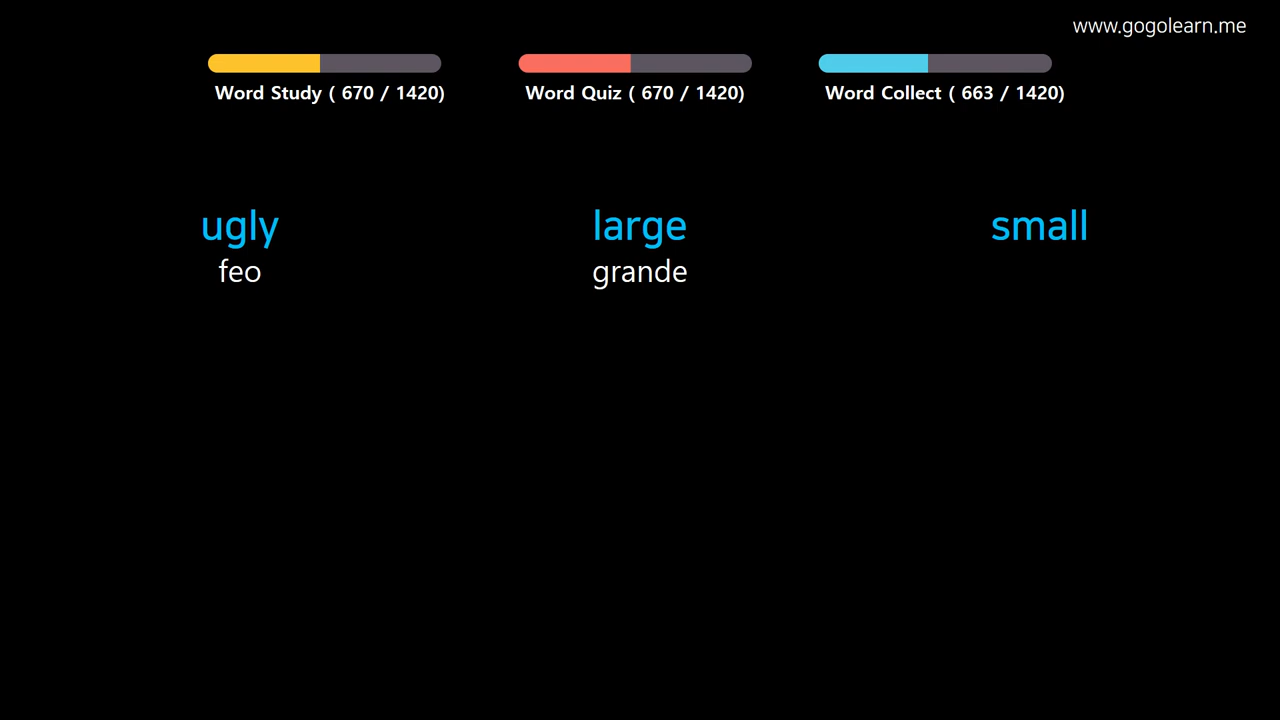 www.gogolearn.me
Word Study ( 670 / 1420)
Word Quiz ( 670 / 1420)
Word Collect ( 663 / 1420)
ugly
feo
large
grande
small